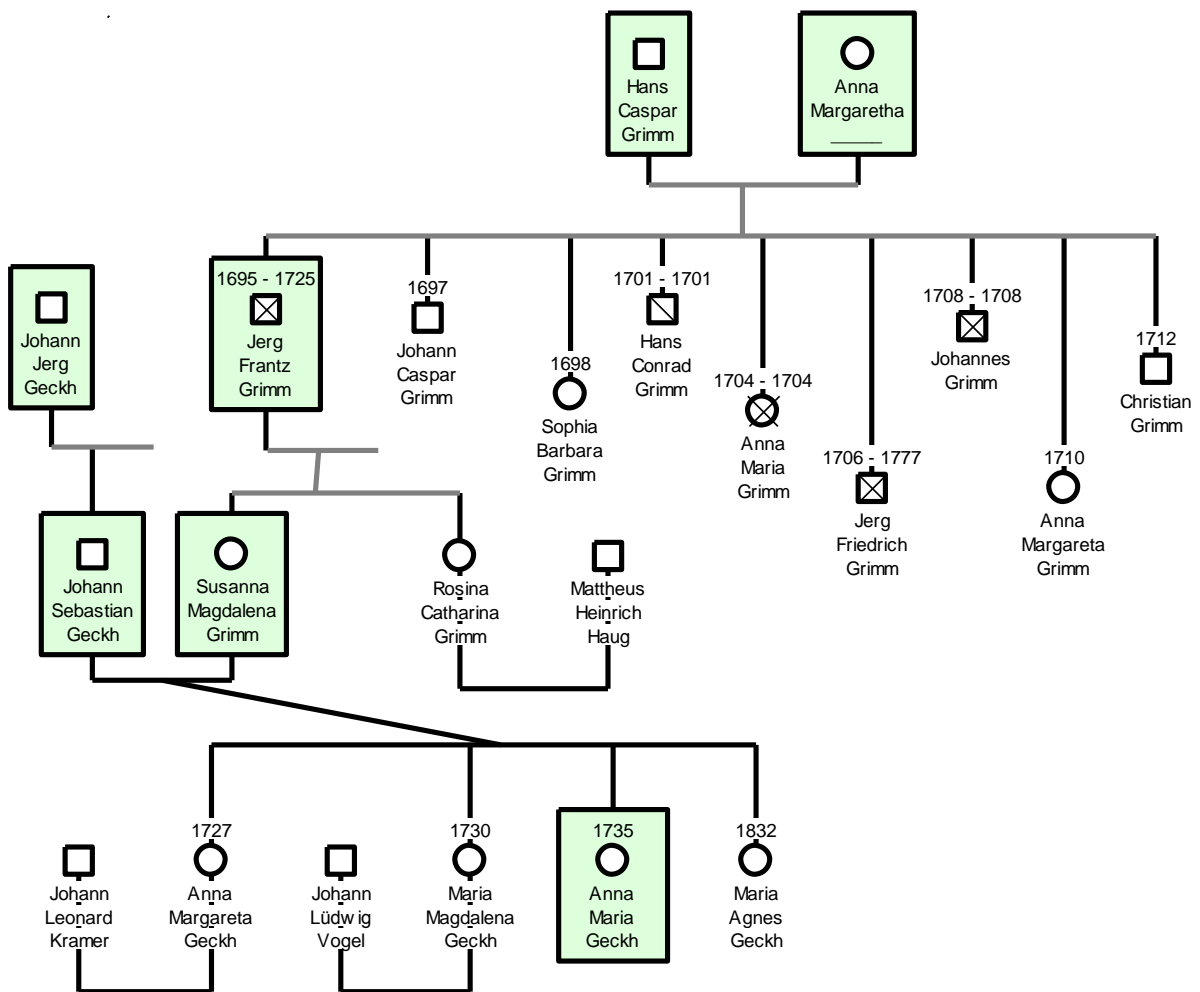 Hans
Caspar
Grimm
Anna
Margaretha
______
Johann
Jerg
Geckh
1695 - 1725
Jerg
Frantz
Grimm
1697
Johann
Caspar
Grimm
1698
Sophia
Barbara
Grimm
1701 - 1701
Hans
Conrad
Grimm
1704 - 1704
Anna
Maria
Grimm
1706 - 1777
Jerg
Friedrich
Grimm
1708 - 1708
Johannes
Grimm
1710
Anna
Margareta
Grimm
1712
Christian
Grimm
Johann
Sebastian
Geckh
Susanna
Magdalena
Grimm
Rosina
Catharina
Grimm
Mattheus
Heinrich
Haug
Johann
Leonard
Kramer
1727
Anna
Margareta
Geckh
Johann
Lüdwig
Vogel
1730
Maria
Magdalena
Geckh
1735
Anna
Maria
Geckh
1832
Maria
Agnes
Geckh